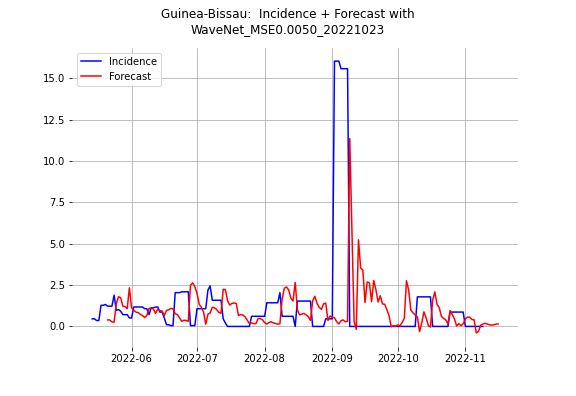 Guinea-Bissau:  Incidence + Forecast with
WaveNet_MSE0.0050_20221023
Incidence
Forecast
15.0
12.5
10.0
7.5
5.0
2.5
0.0
2022-06 2022-07 2022-08 2022-09 2022-10 2022-11